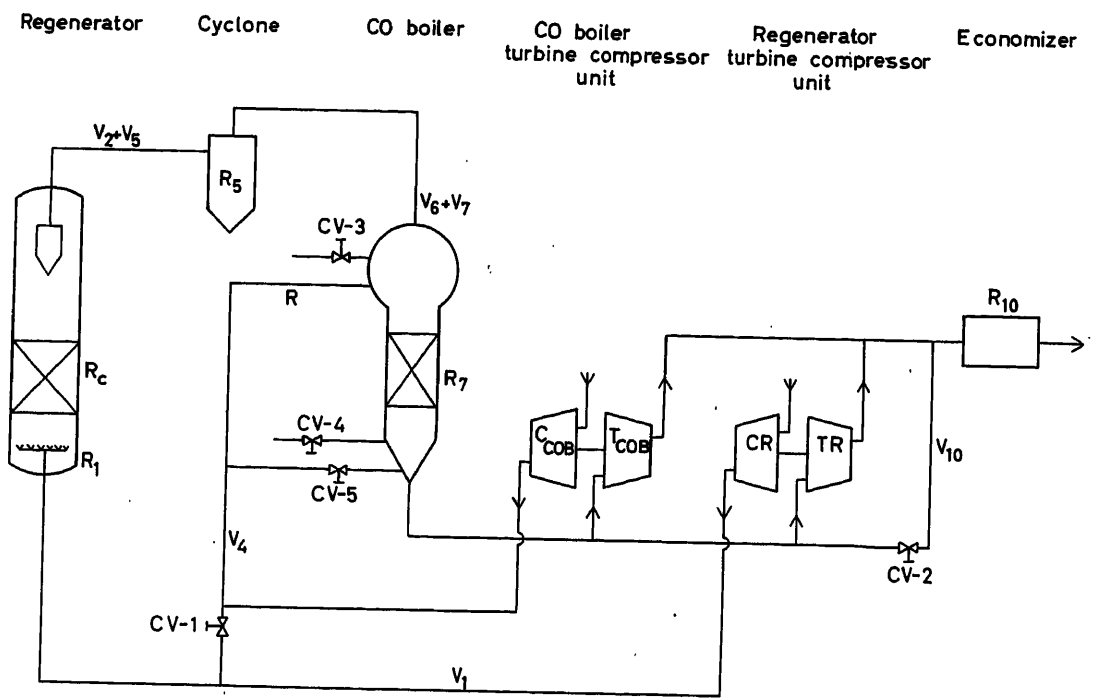 Regenerator
Cyclone
CO boiler
CO boiler
turbine compressor
unit
Regenerator
turbine compressor
unit
Economizer
V2+V5
R5
V6+V7
CV-3
R
R10
Rc
R7
CV-4
CCOB
TCOB
CR
TR
V10
R1
CV-5
V4
CV-2
CV-1
V1